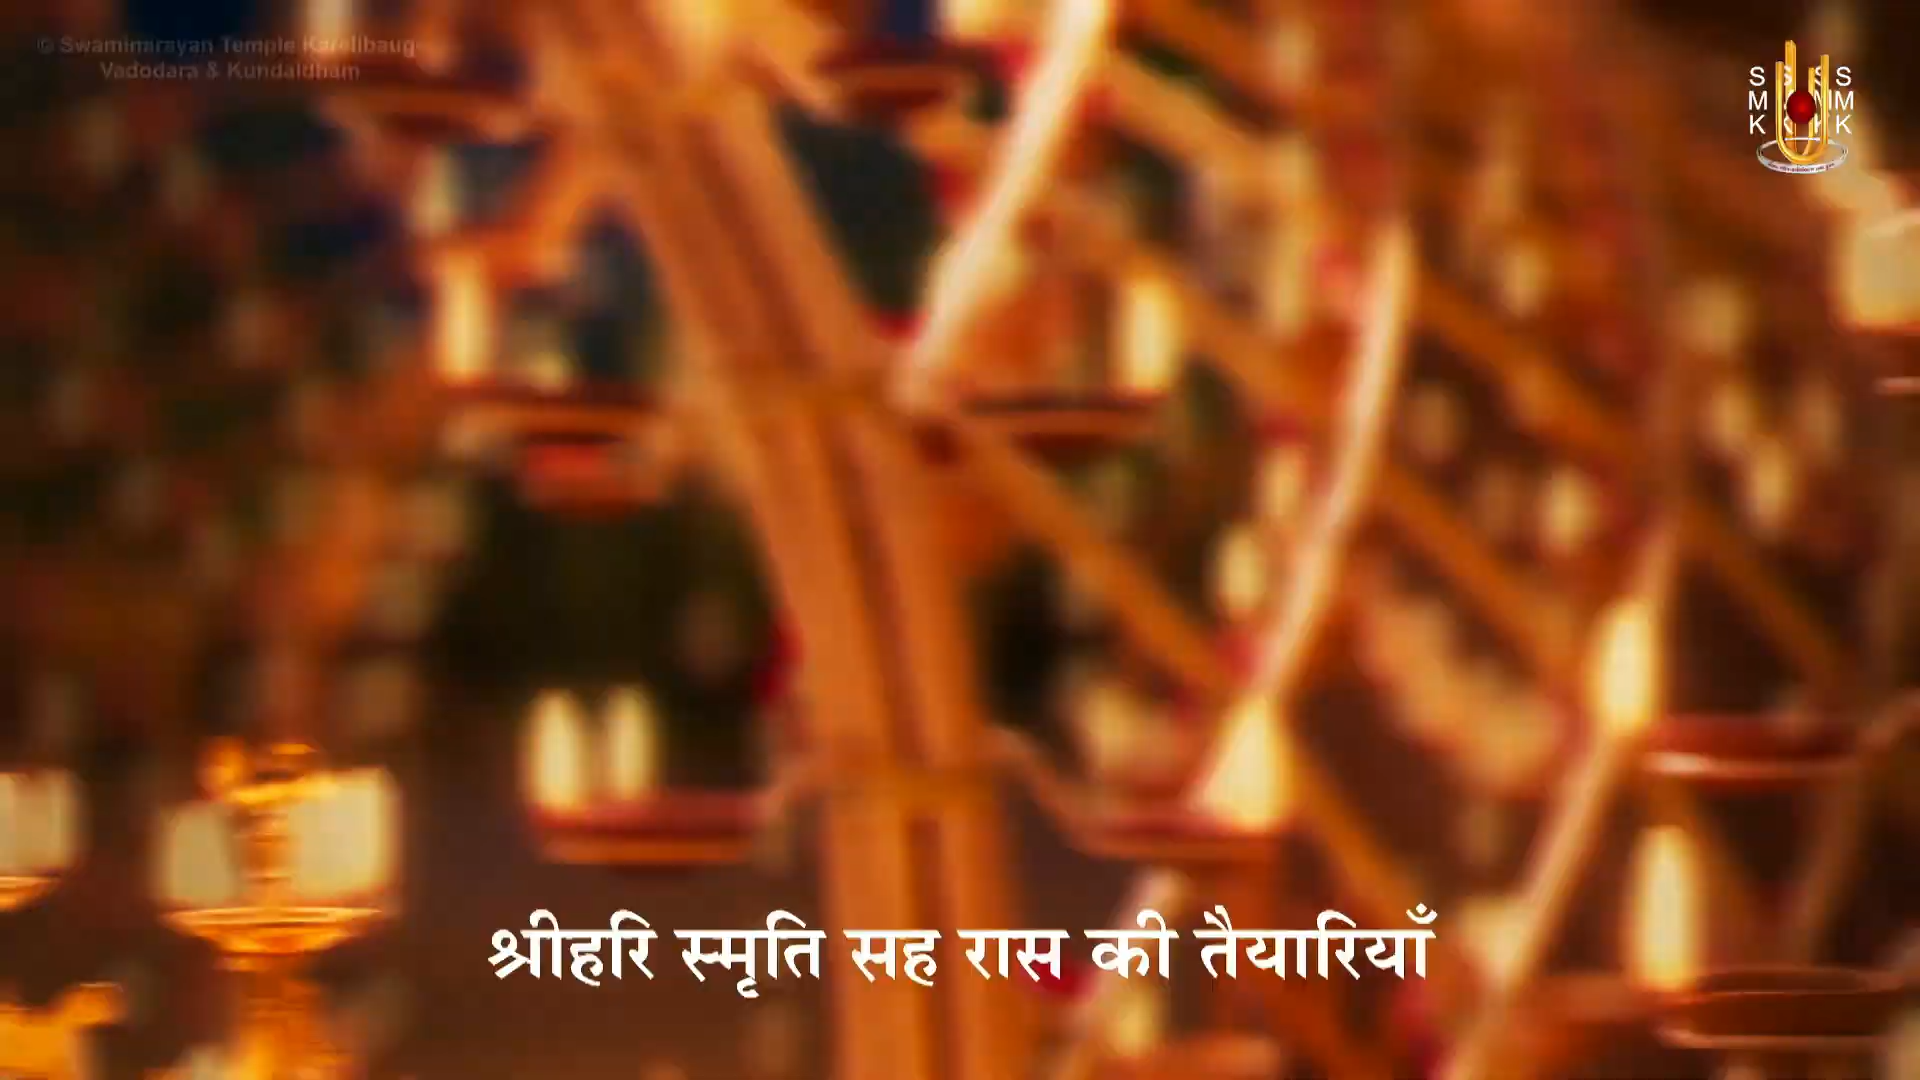 © Swaminarayan Temple Karelibaug-
Vadodara & Kundaldham
S S S S
M M M
K K K
श्रीहरि स्मृति सह रास की तैयारियाँ